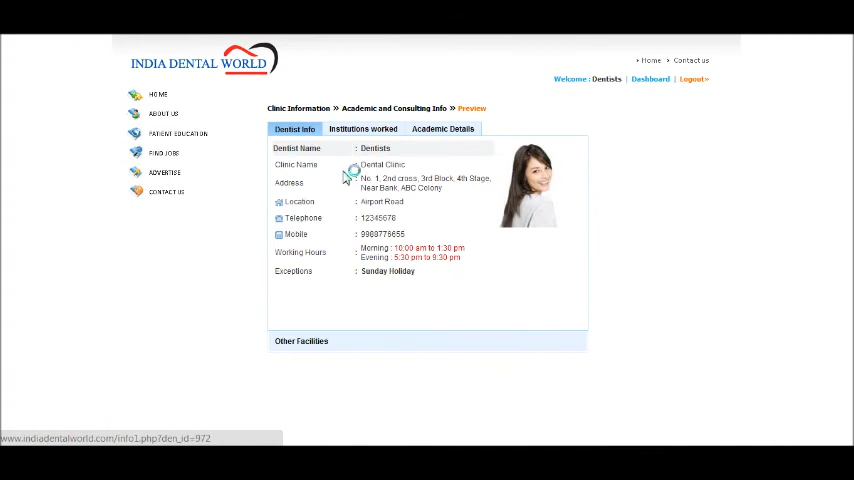 INDIA DENTAL WORLD
Home Contact us
Welcome : Dentists | Dashboard | Logout»
HOME
ABOUT US
PATIENT EDUCATION
FIND JOBS
ADVERTISE
CONTACT US
Clinic Information » Academic and Consulting Info » Preview
Dentist Info Institutions worked Academic Details
Dentist Name : Dentists
Clinic Name : Dental Clinic
Address : No. 1, 2nd cross, 3rd Block, 4th Stage,
Near Bank, ABC Colony
Location : Airport Road
Telephone : 12345678
Mobile : 9988776655
Working Hours : Morning : 10:00 am to 1:30 pm
Evening : 5:30 pm to 9:30 pm
Exceptions : Sunday Holiday
Other Facilities
www.indiadentalworld.com/info1.php?den_id=972